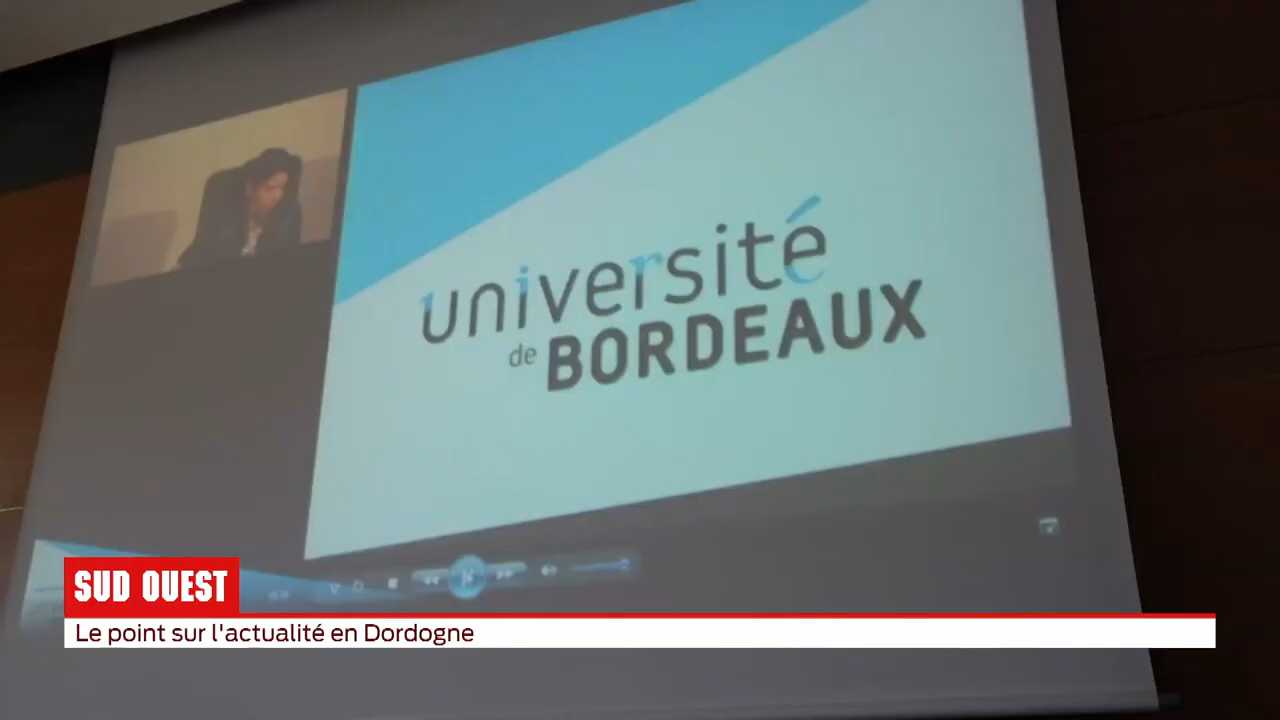 université
de BORDEAUX
SUD OUEST
Le point sur l'actualité en Dordogne